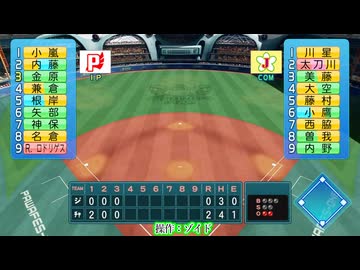 1 小嵐
2 内藤
3 金原
4 兼倉
5 根岸
6 矢部
7 神保
8 名倉
9 R.ロドリゲス
P
1P
COM
1 川星
2 太刀川
3 美藤
4 大空
5 藤村
6 小鷹
7 西脇
8 曽我
9 内野
TEAM 1 2 3 4 5 6 7 8 9 R H E
ジ 0 0 0 0 3 0
チャ 2 0 0 2 4 1
B
S
O
操作:ゾイド